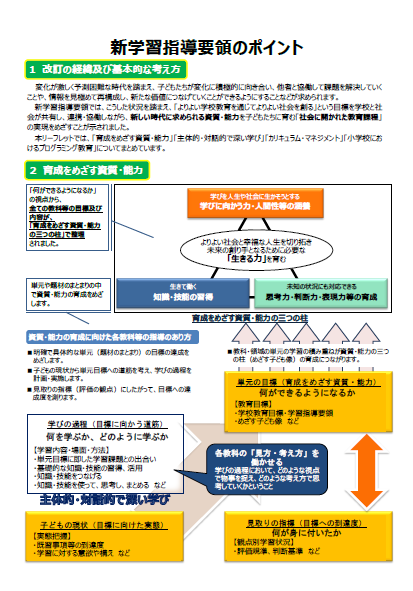 新学習指導要領のポイント
1 改訂の経緯及び基本的な考え方
変化が激しく予測困難な時代を踏まえ、子どもたちが変化に積極的に向き合い、他者と協働して課題を解決していく
ことや、情報を見極めて再構成し、新たな価値につなげていくことができるようにすることなどが求められます。
新学習指導要領では、こうした状況を踏まえ、「よりよい学校教育を通じてよりよい社会を創る」という目標を学校と社
会が共有し、連携・協働しながら、新しい時代に求められる資質・能力を子どもたちに育む「社会に開かれた教育課程」
の実現をめざすことが示されました。
本リーフレットでは、「育成をめざす資質・能力」「主体的・対話的で深い学び」「カリキュラム・マネジメント」「小学校にお
けるプログラミング教育」についてまとめています。
2 育成をめざす資質・能力
「何ができるようになるか」
の視点から、
全ての教科等の目標及び
内容が、
「育成をめざす資質・能力
の三つの柱」で整理
されました。
単元や題材のまとまりの中
で資質・能力の育成をめざ
します。
学びを人生や社会に生かそうとする
学びに向かう力・人間性等の涵養
よりよい社会と幸福な人生を切り拓き
未来の創り手となるために必要な
「生きる力」を育む
生きて働く
知識・技能の習得
未知の状況にも対応できる
思考力・判断力・表現力等の育成
育成をめざす資質・能力の三つの柱
資質・能力の育成に向けた各教科等の指導のあり方
■明確で具体的な単元（題材のまとまり）の目標の達成を
めざします。
■子どもの現状から単元目標への道筋を考え、学びの過程を
計画・実施します。
■見取りの指標（評価の観点）にしたがって、目標への達
成度を測ります。
■教科・領域の単元の学習の積み重ねが資質・能力の三つ
の柱（めざす子ども像）の育成につながります。
単元の目標（育成をめざす資質・能力）
何ができるようになるか
【教育目標】
・学校教育目標・学習指導要領
・めざす子ども像 など
学びの過程（目標に向かう道筋）
何を学ぶか、どのように学ぶか
【学習内容・場面・方法】
・単元目標に即した学習課題との出合い
・基礎的な知識・技能の習得、活用
・知識・技能をつなげる
・知識・技能を使って、思考し、まとめる など
主体的・対話的で深い学び
各教科の「見方・考え方」を
働かせる
学びの過程において、どのような視点
で物事を捉え、どのような考え方で思
考していくかということ
子どもの現状（目標に向けた実態）
【実態把握】
・既習事項等の到達度
・学習に対する意欲や構え など
見取りの指標（目標への到達度）
何が身に付いたか
【観点別学習状況】
・評価規準、判断基準 など